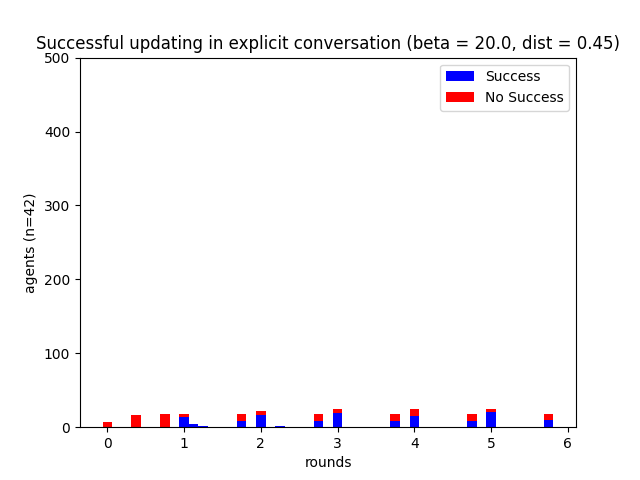 Successful updating in explicit conversation (beta = 20.0, dist = 0.45)
500
400
300
200
100
0
agents (n=42)
Success
No Success
0 1 2 3 4 5 6
rounds